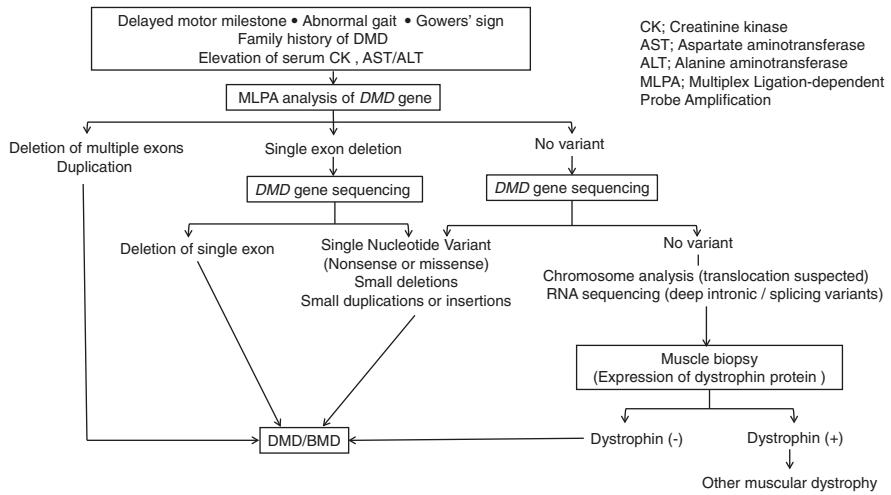 Delayed motor milestone • Abnormal gait • Gowers' sign
Family history of DMD
Elevation of serum CK , AST/ALT
CK; Creatinine kinase
AST; Aspartate aminotransferase
ALT; Alanine aminotransferase
MLPA; Multiplex Ligation-dependent
Probe Amplification
MLPA analysis of DMD gene
Deletion of multiple exons
Duplication
Single exon deletion
No variant
DMD gene sequencing
DMD gene sequencing
Deletion of single exon
Single Nucleotide Variant
(Nonsense or missense)
Small deletions
Small duplications or insertions
No variant
Chromosome analysis (translocation suspected)
RNA sequencing (deep intronic / splicing variants)
Muscle biopsy
(Expression of dystrophin protein )
DMD/BMD
Dystrophin (-)
Dystrophin (+)
Other muscular dystrophy